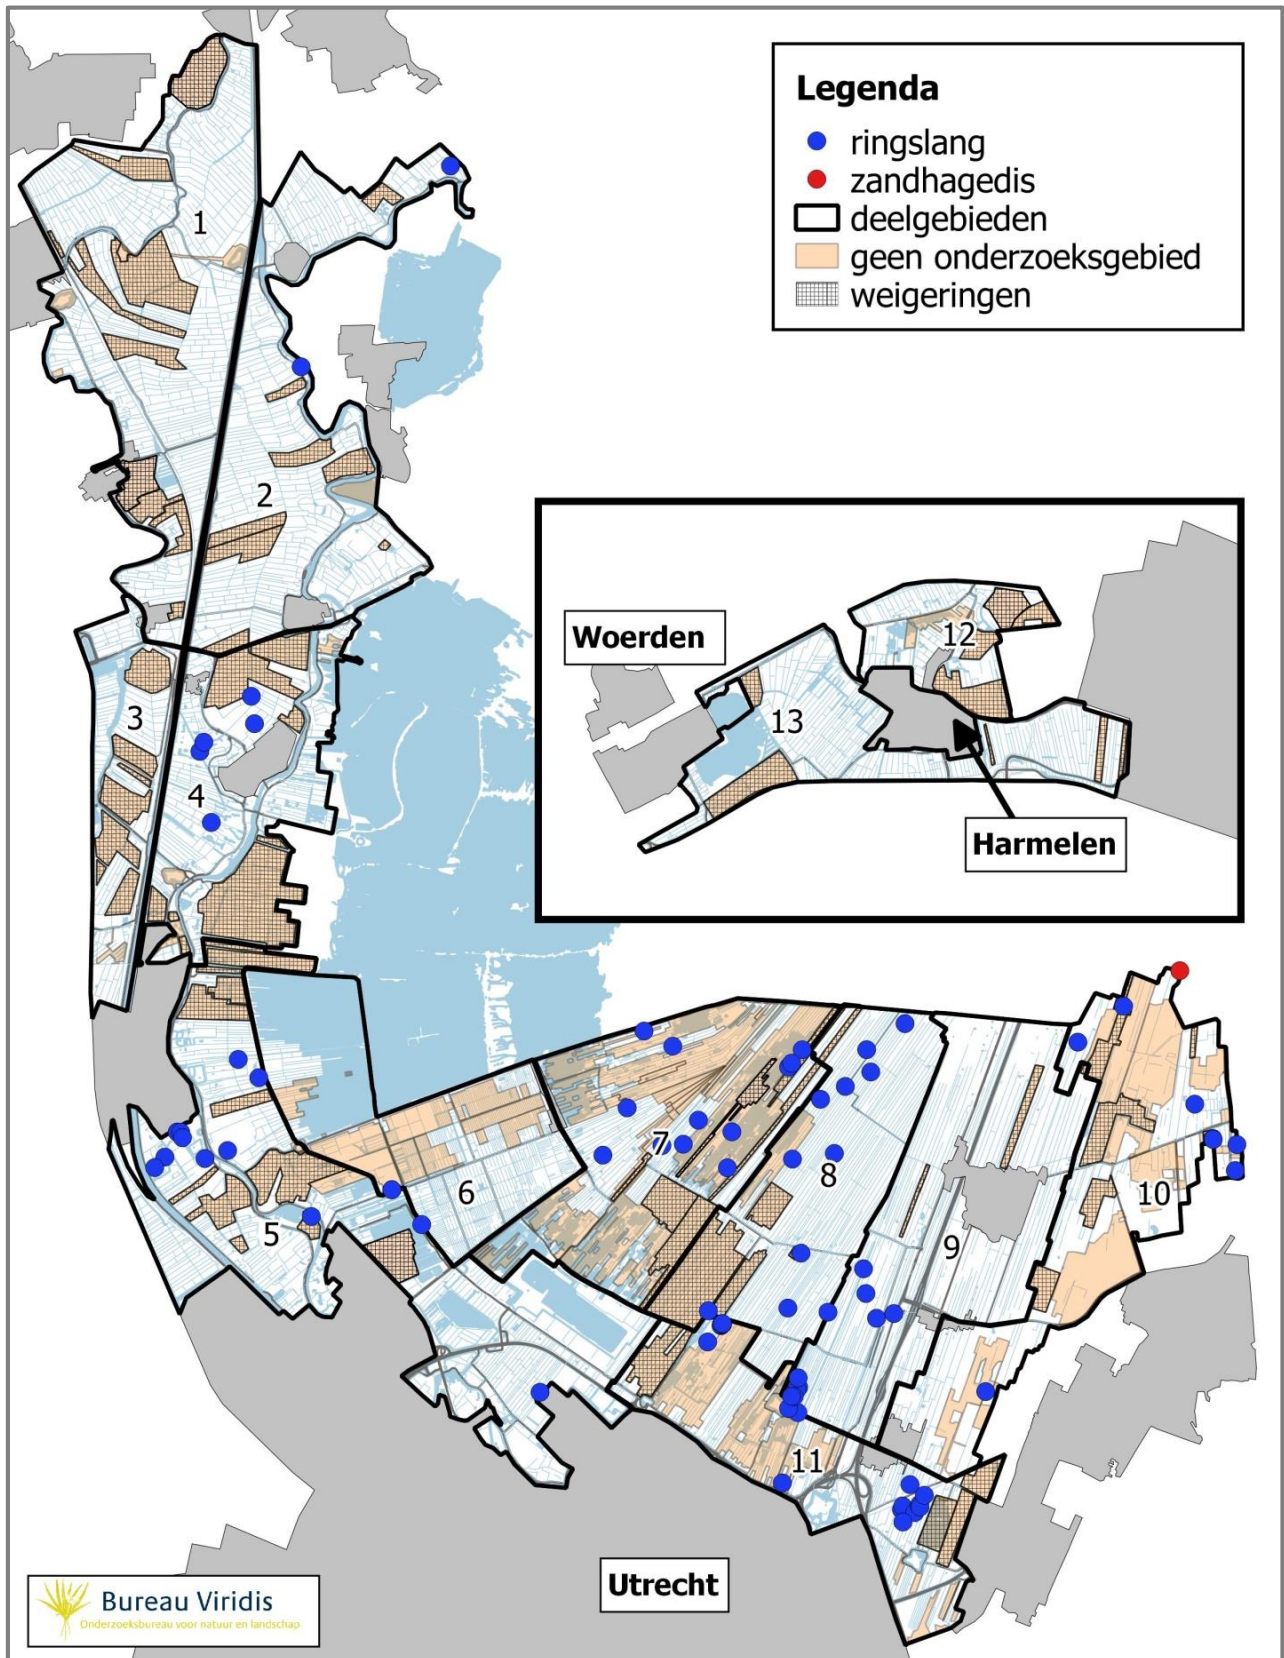 Legenda
ringslang
zandhagedis
deelgebieden
geen onderzoeksgebied
weigeringen
1
2
3
4
5
6
7
8
9
10
11
Woerden
12
13
Harmelen
Utrecht
Bureau Viridis
Onderzoeksbureau voor natuur en landschap